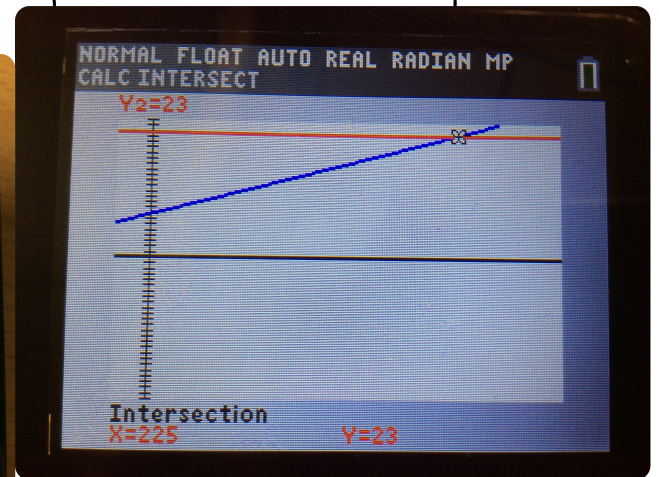 NORMAL FLOAT AUTO REAL RADIAN MP
CALC INTERSECT
Y₂=23
Intersection
X=225 Y=23